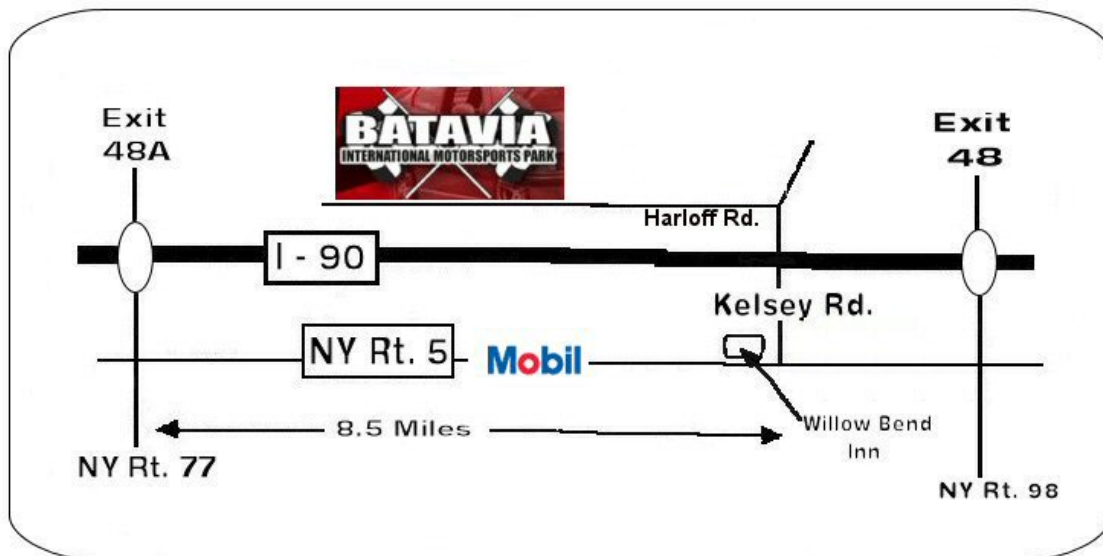 Exit
48A
BATAVIA
INTERNATIONAL MOTORSPORTS PARK
Exit
48
Harloff Rd.
I - 90
Kelsey Rd.
NY Rt. 5
Mobil
8.5 Miles
Willow Bend
Inn
NY Rt. 77
NY Rt. 98